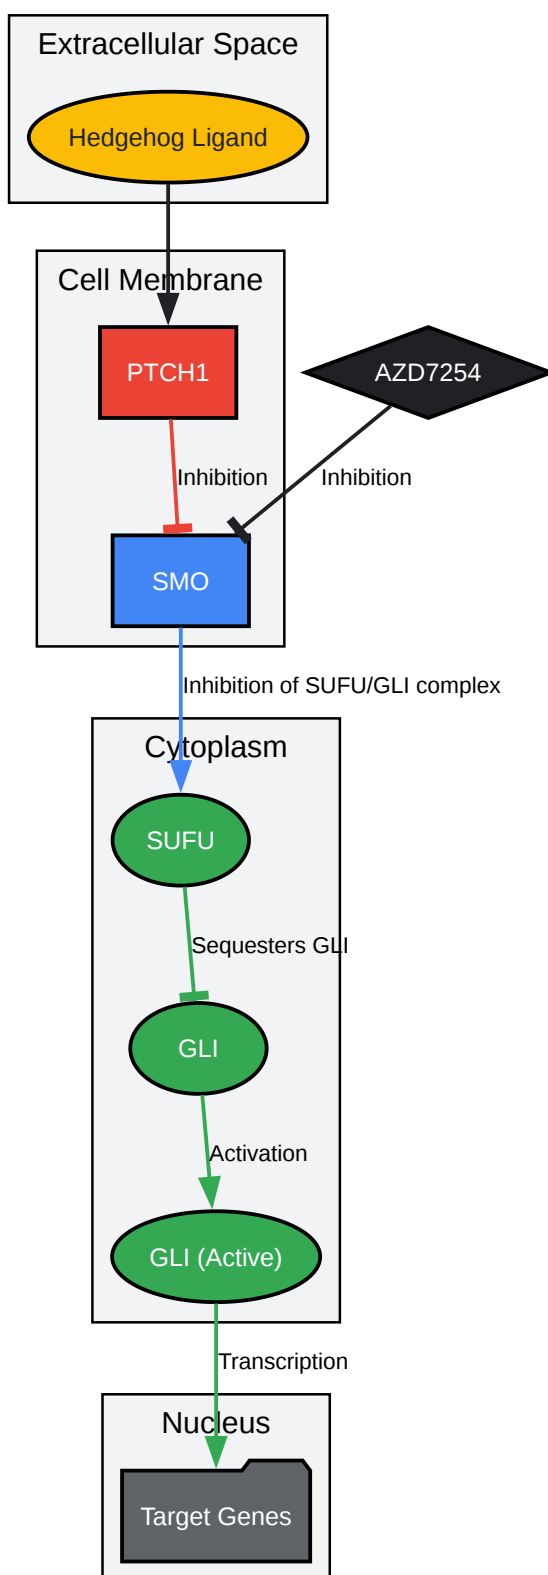 Extracellular Space
Hedgehog Ligand
Cell Membrane
PTCH1
AZD7254
Inhibition
Inhibition
SMO
Inhibition of SUFU/GLI complex
Cytoplasm
SUFU
Sequesters GLI
GLI
Activation
GLI (Active)
Transcription
Nucleus
Target Genes